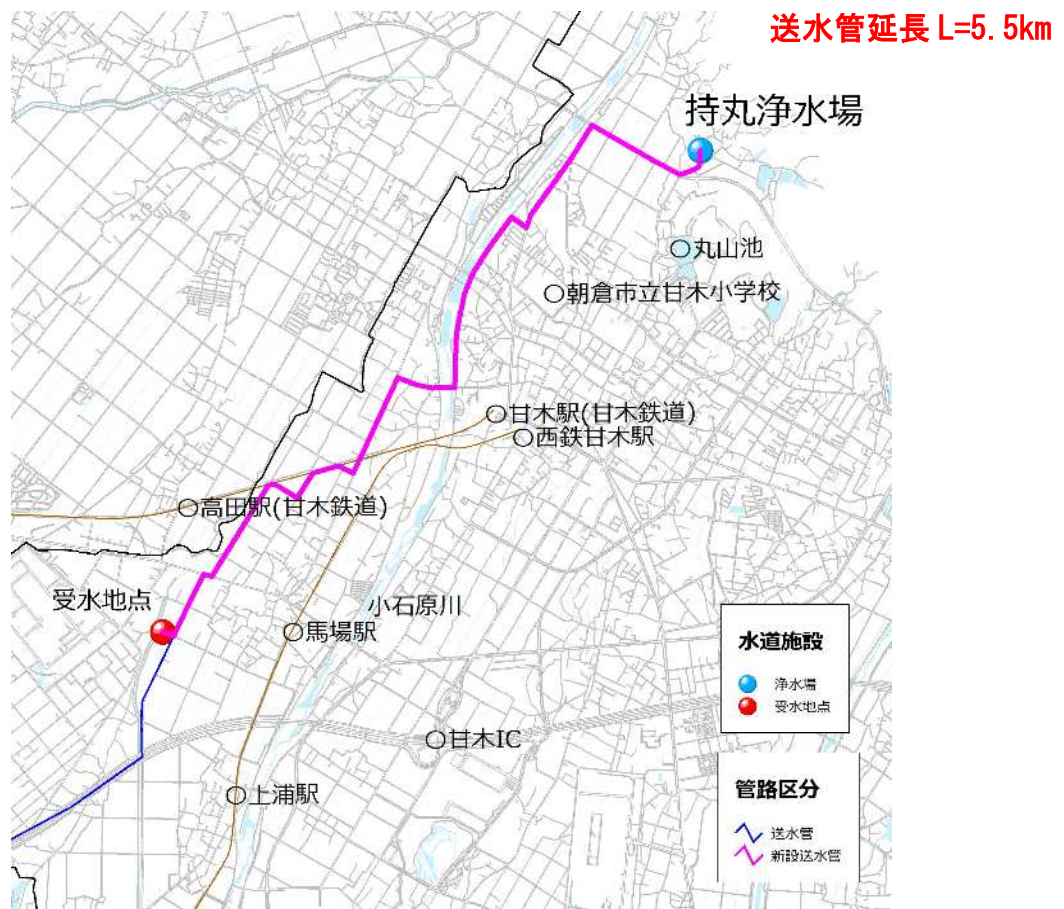 送水管延長 L=5.5km
持丸浄水場
丸山池
朝倉市立甘木小学校
甘木駅(甘木鉄道)
西鉄甘木駅
高田駅(甘木鉄道)
受水地点
小石原川
馬場駅
甘木IC
上浦駅
水道施設
浄水場
受水地点
管路区分
送水管
新設送水管